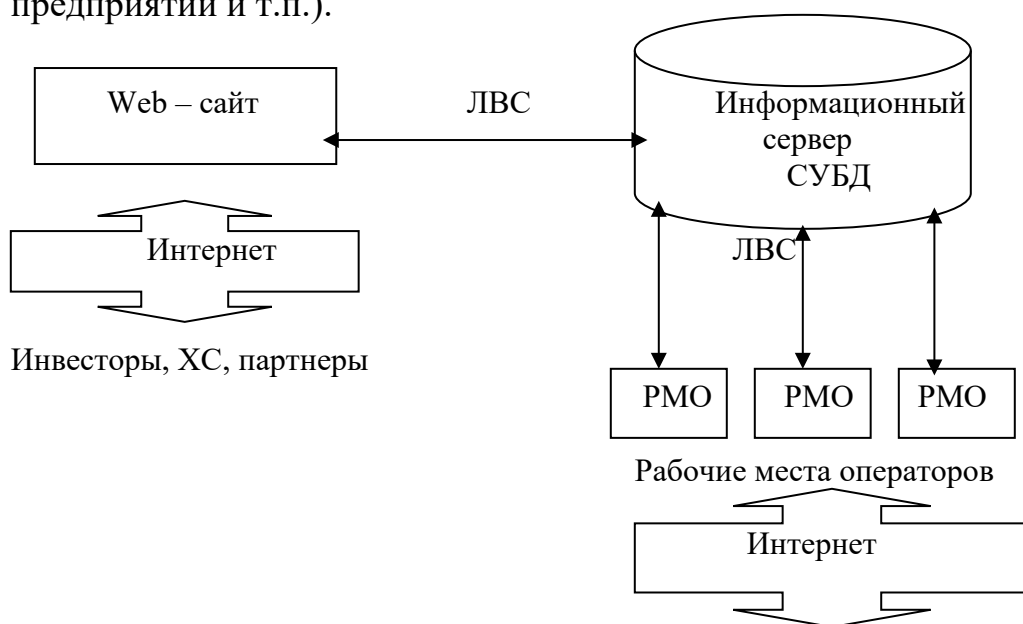 предприятий и т.п.).
Web – сайт
ЛВС
Информационный
сервер
СУБД
Интернет
ЛВС
Инвесторы, ХС, партнеры
РМО
РМО
РМО
Рабочие места операторов
Интернет